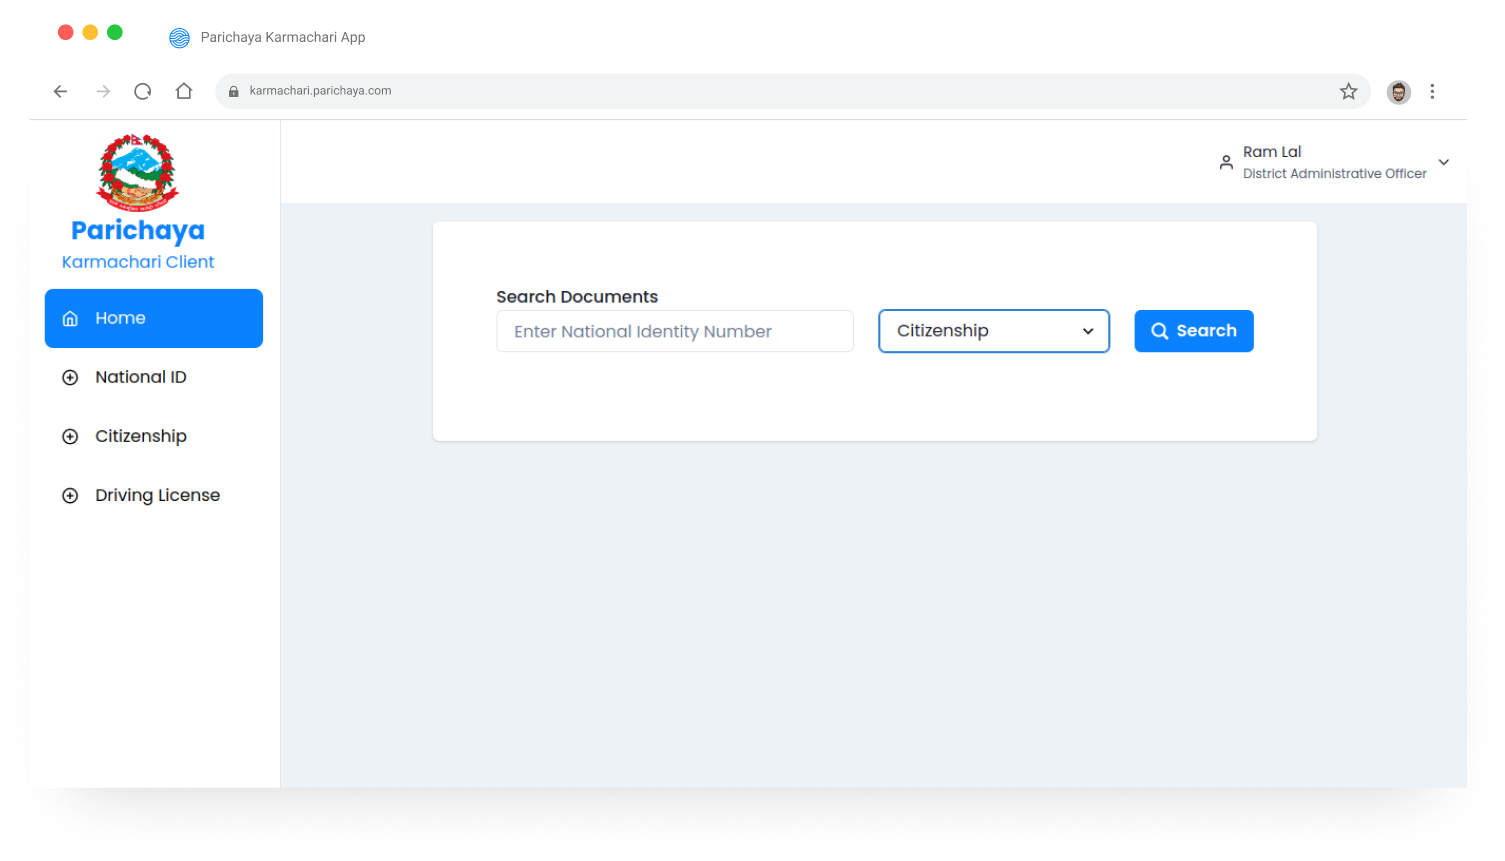 Parichaya Karmachari App
karmachari.parichaya.com
Parichaya
Karmachari Client
Home
National ID
Citizenship
Driving License
Ram Lal
District Administrative Officer
Search Documents
Enter National Identity Number
Citizenship
Search